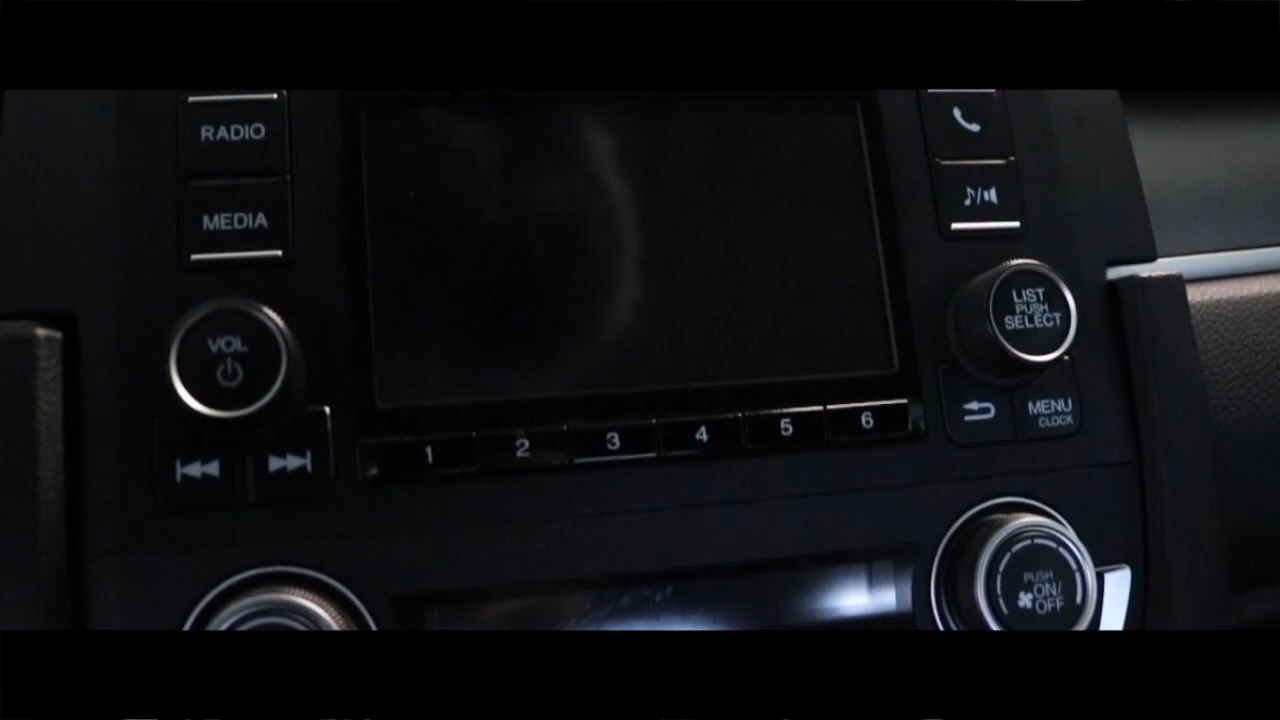 RADIO
MEDIA
VOL
1 2 3 4 5 6
LIST
PUSH
SELECT
MENU
CLOCK
PUSH
ON/
OFF